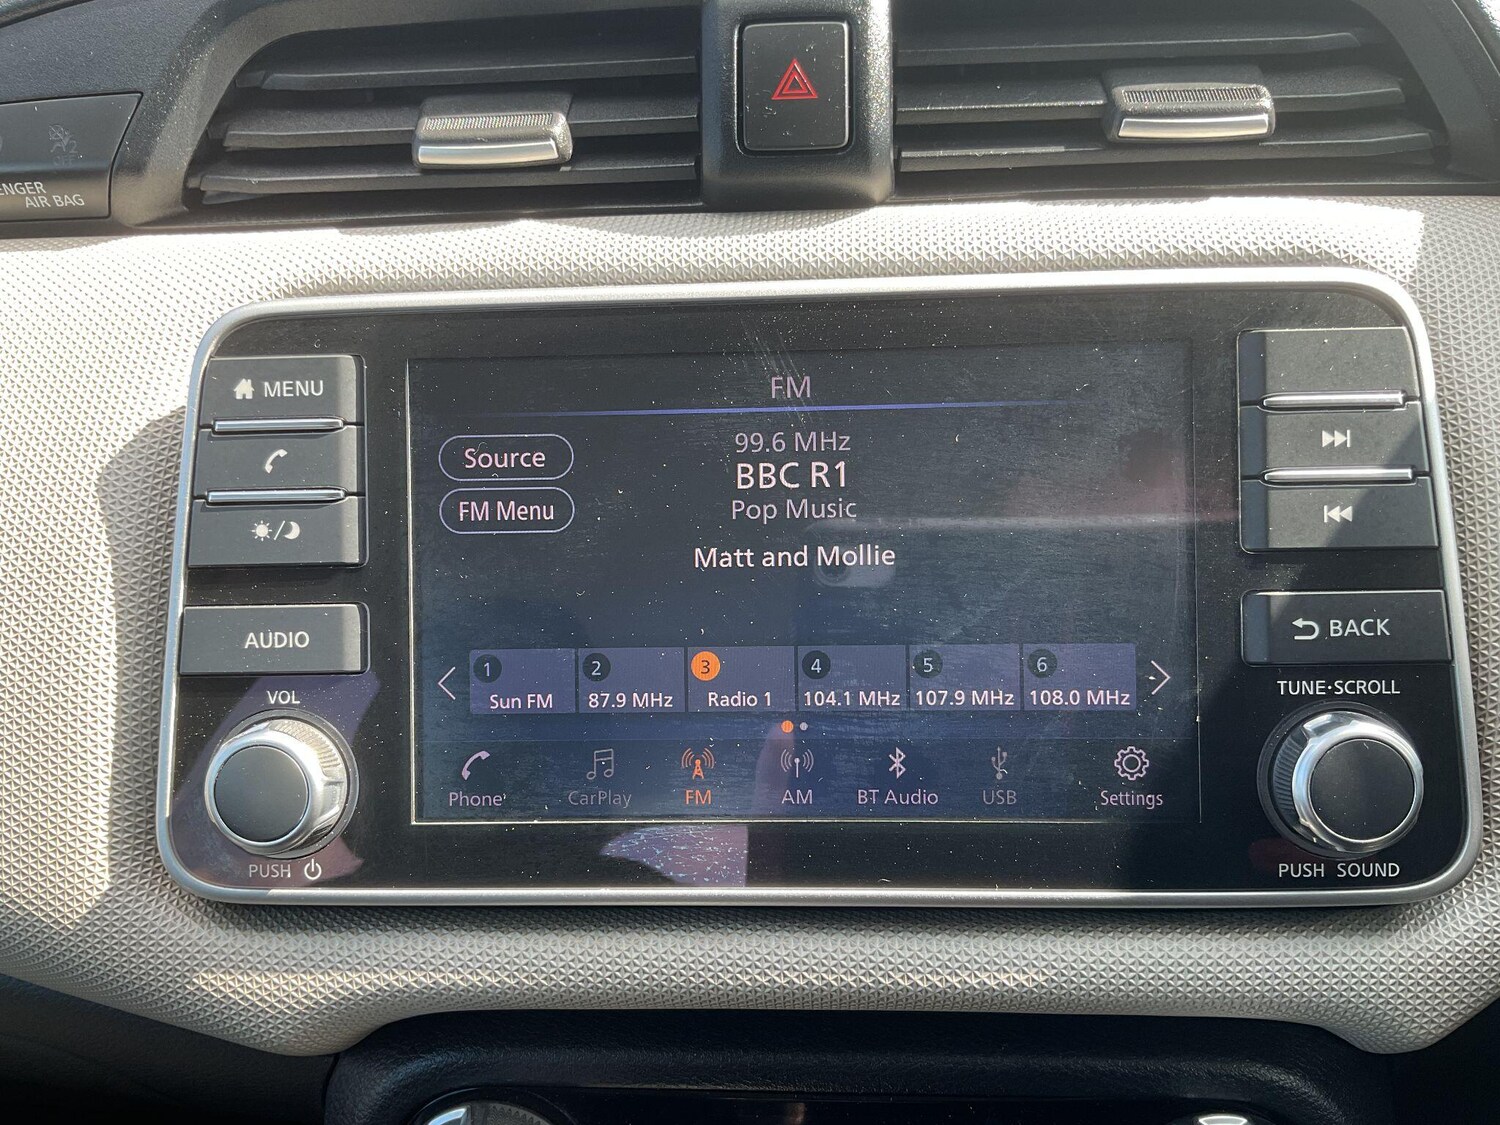 ENGER
AIR BAG
MENU
AUDIO
VOL
PUSH
FM
Source
FM Menu
99.6 MHz
BBC R1
Pop Music
Matt and Mollie
1 Sun FM
2 87.9 MHz
3 Radio 1
4 104.1 MHz
5 107.9 MHz
6 108.0 MHz
Phone
CarPlay
FM
AM
BT Audio
USB
Settings
BACK
TUNE·SCROLL
PUSH SOUND